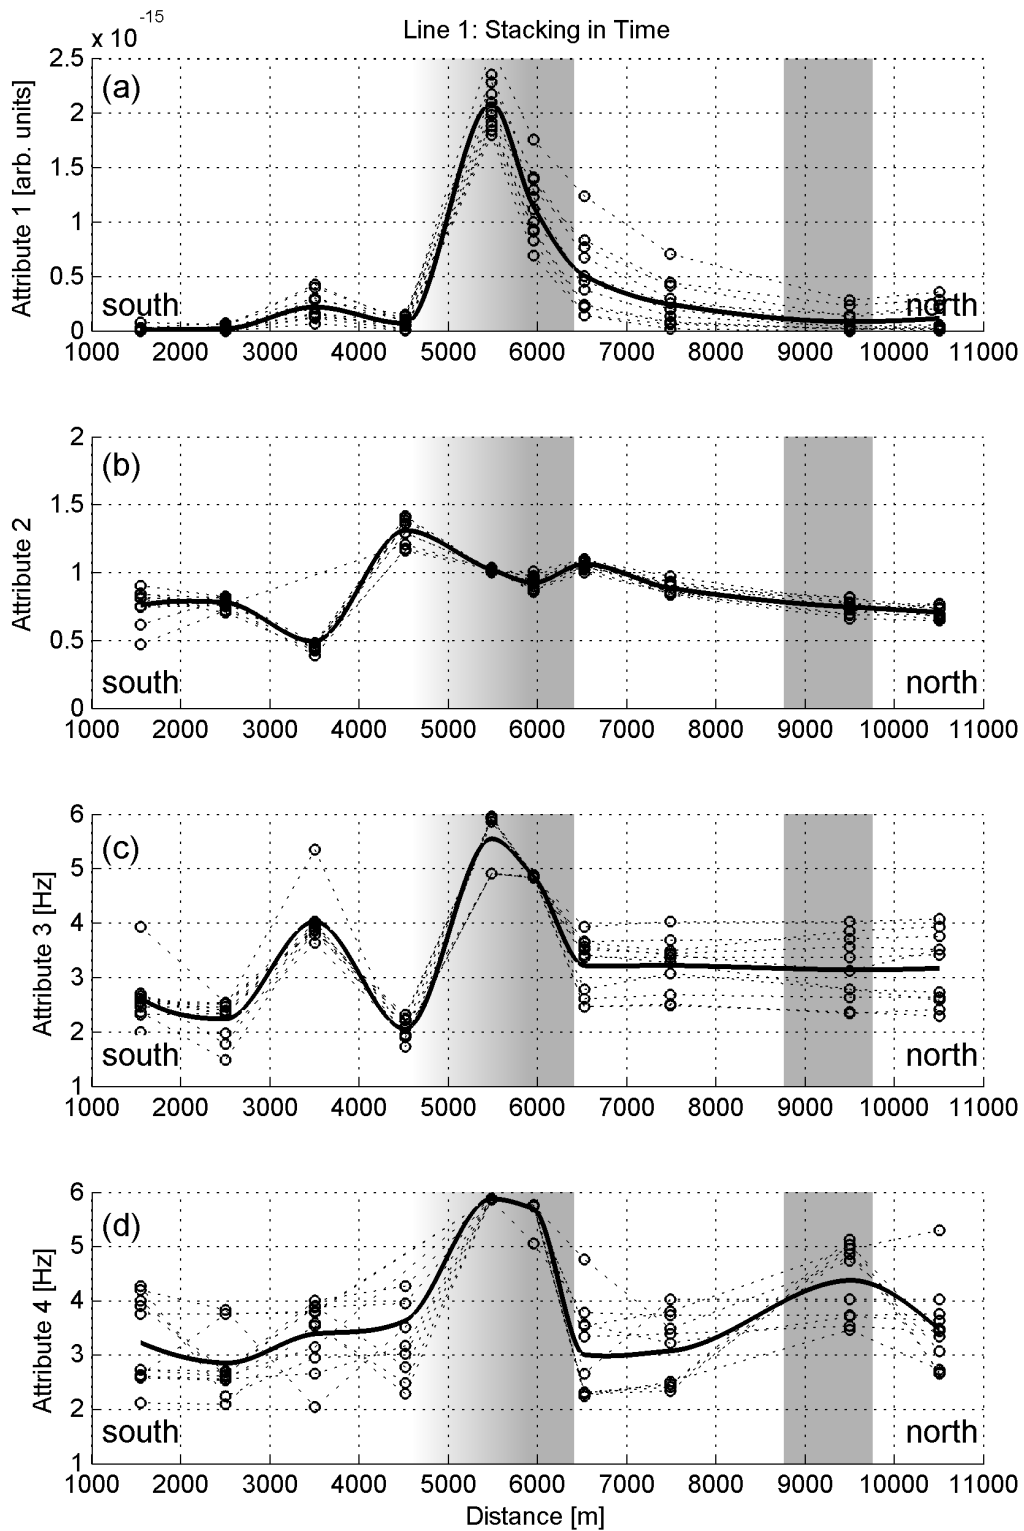 x 10-15
Line 1: Stacking in Time
2.5
(a)
2
1.5
1
0.5
0
Attribute 1 [arb. units]
south
north
1000 2000 3000 4000 5000 6000 7000 8000 9000 10000 11000
2
(b)
1.5
1
0.5
0
Attribute 2
south
north
1000 2000 3000 4000 5000 6000 7000 8000 9000 10000 11000
6
(c)
5
4
3
2
1
Attribute 3 [Hz]
south
north
1000 2000 3000 4000 5000 6000 7000 8000 9000 10000 11000
6
(d)
5
4
3
2
1
Attribute 4 [Hz]
south
north
1000 2000 3000 4000 5000 6000 7000 8000 9000 10000 11000
Distance [m]